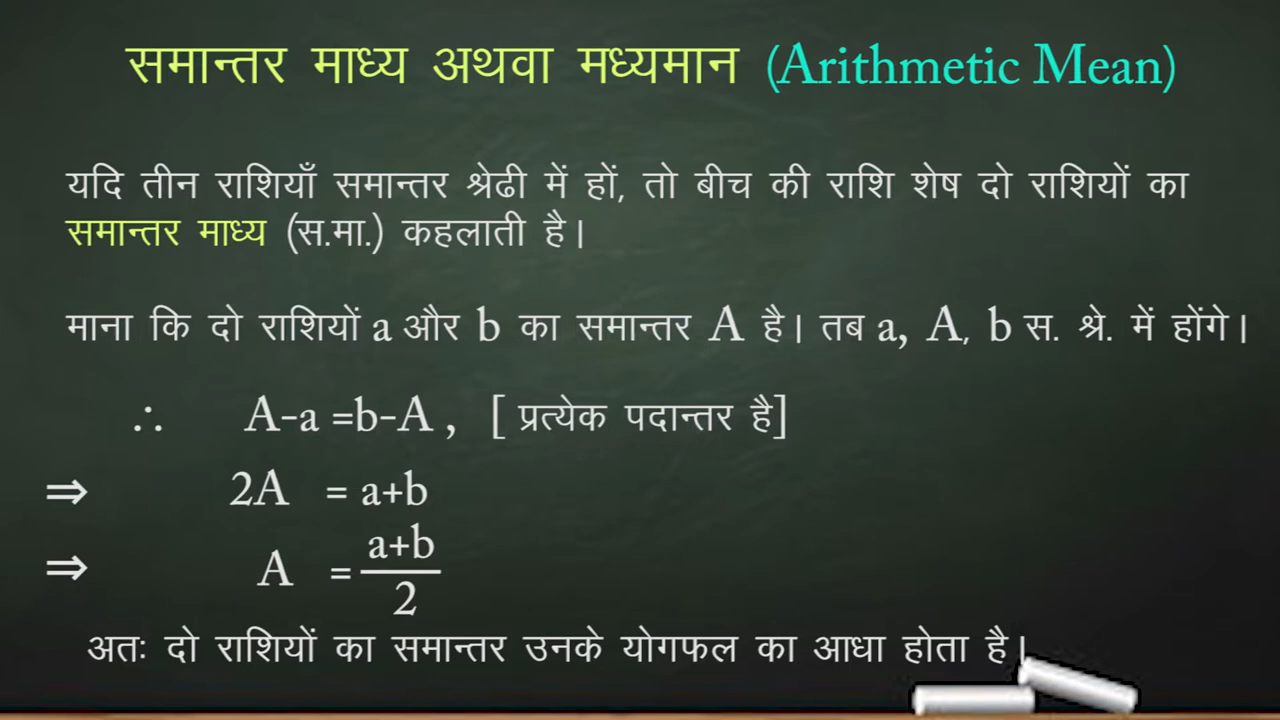 समान्तर माध्य अथवा मध्यमान (Arithmetic Mean)
यदि तीन राशियाँ समान्तर श्रेढी में हों, तो बीच की राशि शेष दो राशियों का
समान्तर माध्य (स.मा.) कहलाती है।
माना कि दो राशियों a और b का समान्तर A है। तब a, A, b स. श्रे. में होंगे।
∴ A-a =b-A , [ प्रत्येक पदान्तर है]
⇒ 2A = a+b
⇒ A = a+b/2
अतः दो राशियों का समान्तर उनके योगफल का आधा होता है।